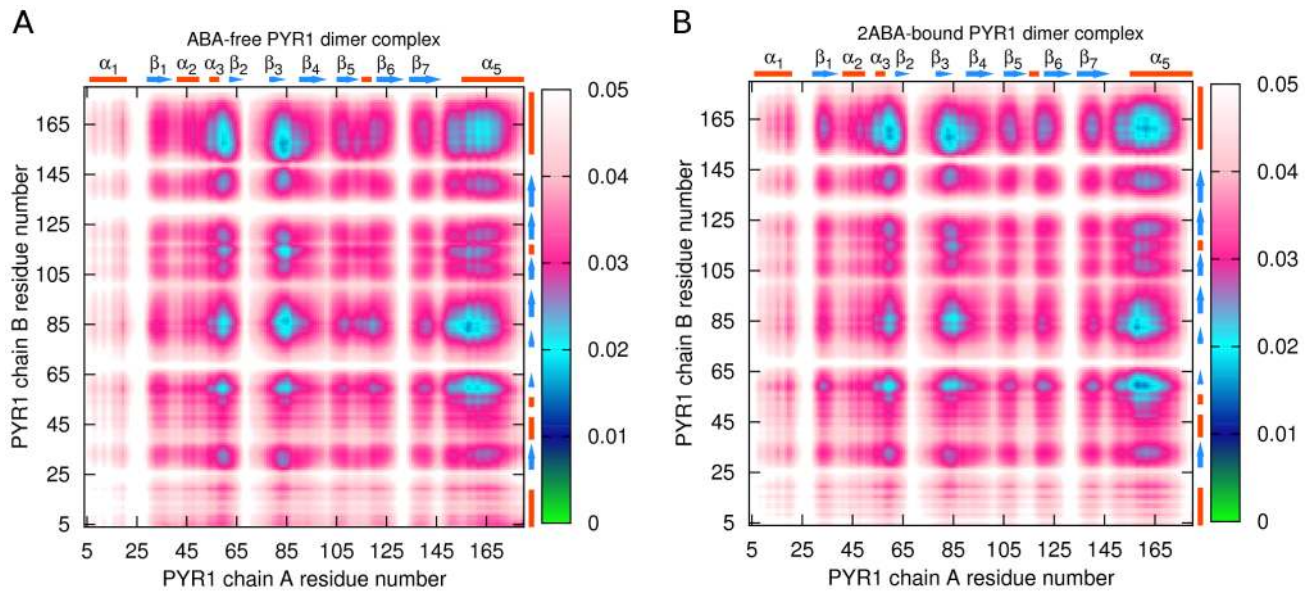 A
ABA-free PYR1 dimer complex
α1 β1 α2 α3 β2 β3 β4 β5 β6 β7 α5
165
145
125
105
85
65
45
25
5
PYR1 chain B residue number
5 25 45 65 85 105 125 145 165
PYR1 chain A residue number
0.05
0.04
0.03
0.02
0.01
0
B
2ABA-bound PYR1 dimer complex
α1 β1 α2 α3 β2 β3 β4 β5 β6 β7 α5
165
145
125
105
85
65
45
25
5
PYR1 chain B residue number
5 25 45 65 85 105 125 145 165
PYR1 chain A residue number
0.05
0.04
0.03
0.02
0.01
0